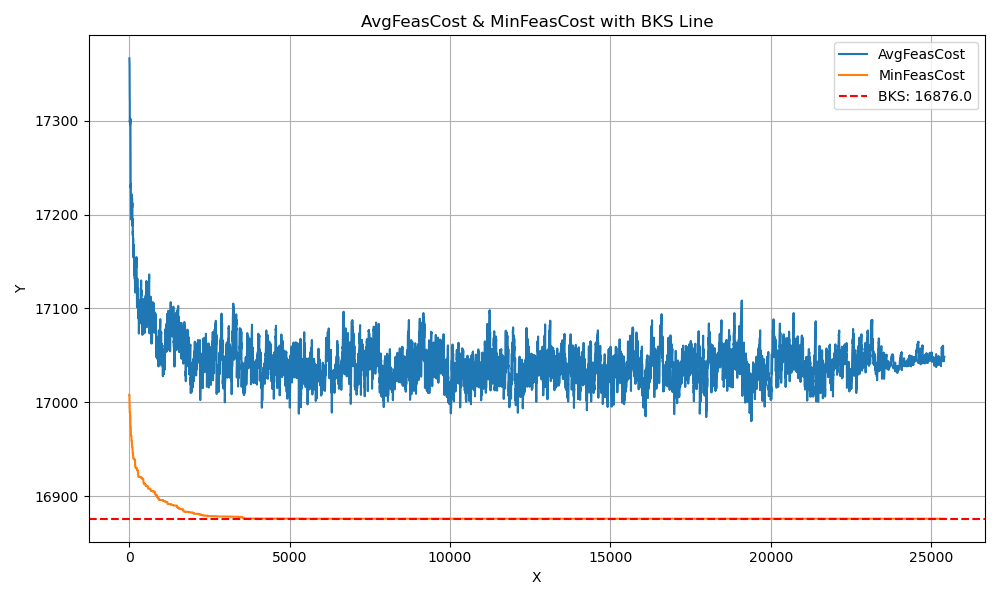 AvgFeasCost & MinFeasCost with BKS Line
AvgFeasCost
MinFeasCost
BKS: 16876.0
Y
17300
17200
17100
17000
16900
0
5000
10000
15000
20000
25000
X